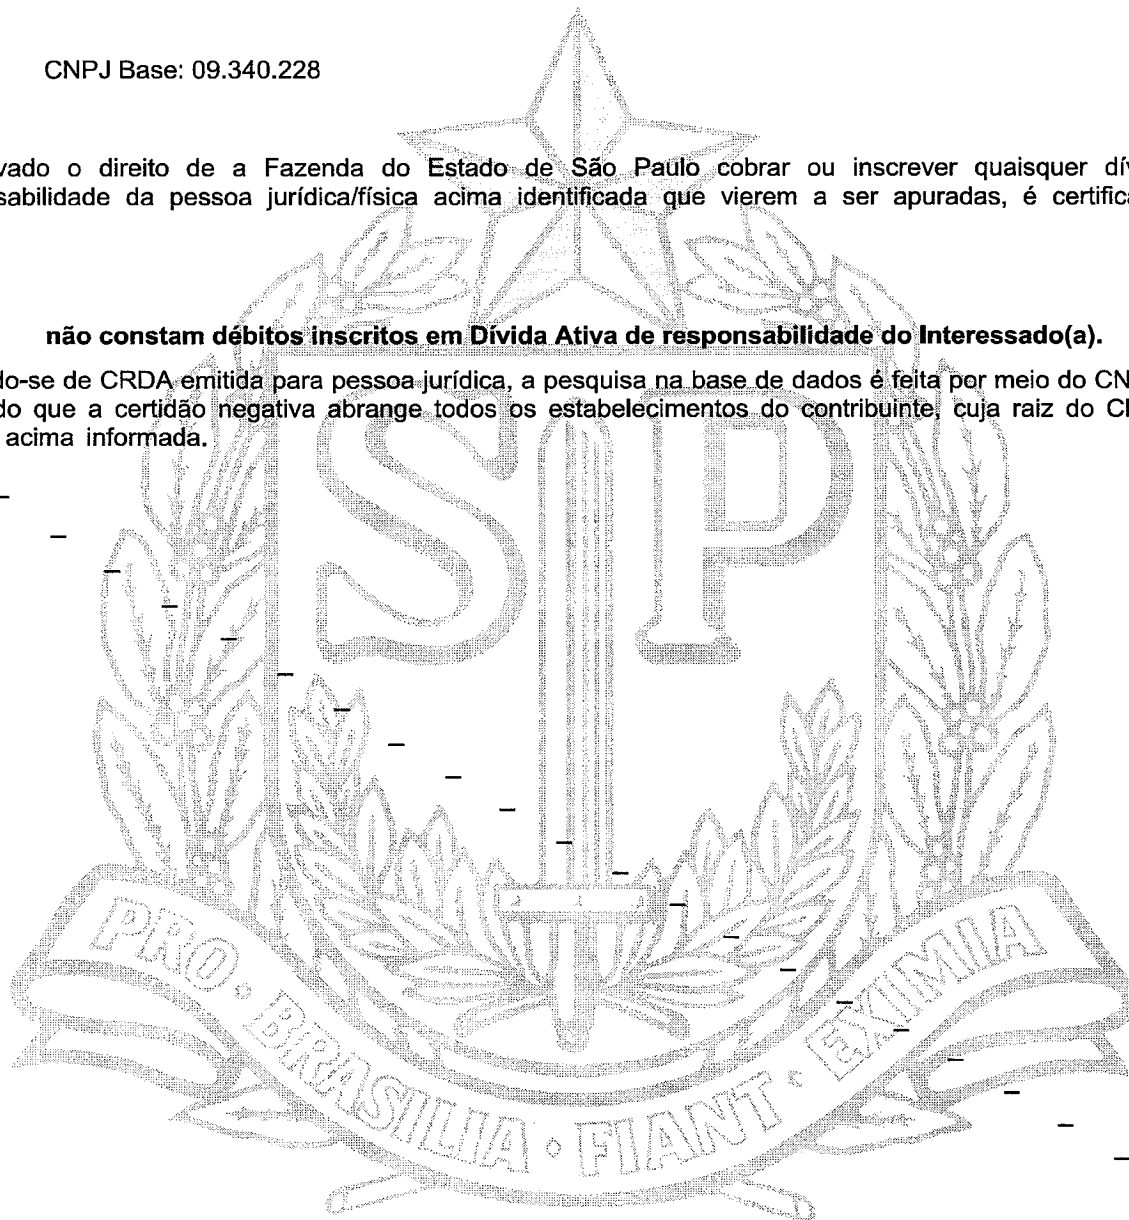 CNPJ Base: 09.340.228
vado o direito de a Fazenda do Estado de São Paulo cobrar ou inscrever quaisquer dív
sabilidade da pessoa jurídica/física acima identificada que vierem a ser apuradas, é certifica
não constam débitos inscritos em Dívida Ativa de responsabilidade do Interessado(a).
do-se de CRDA emitida para pessoa jurídica, a pesquisa na base de dados é feita por meio do CN
do que a certidão negativa abrange todos os estabelecimentos do contribuinte, cuja raiz do C
acima informada.
SP
PRO · BRASILIA · FIANT · EXIMIA